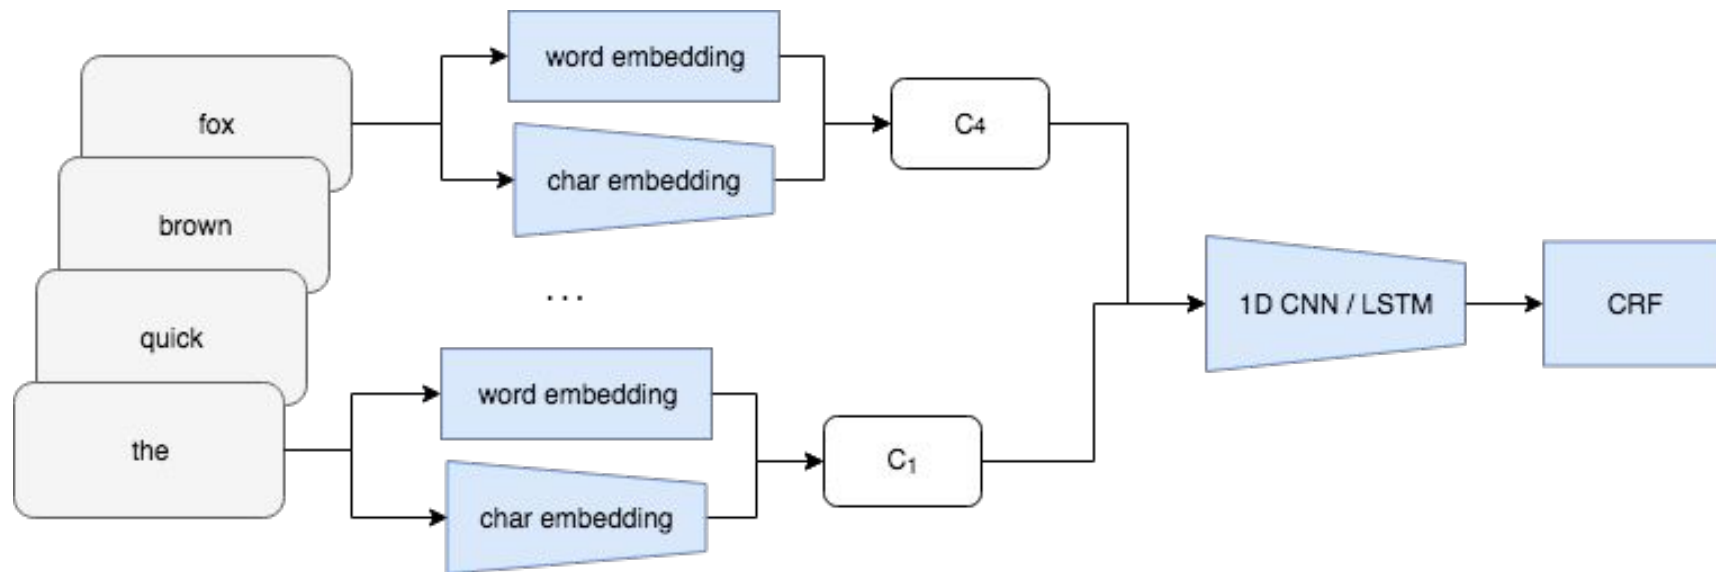 fox
brown
quick
the
word embedding
char embedding
C4
...
word embedding
char embedding
C₁
1D CNN / LSTM
CRF